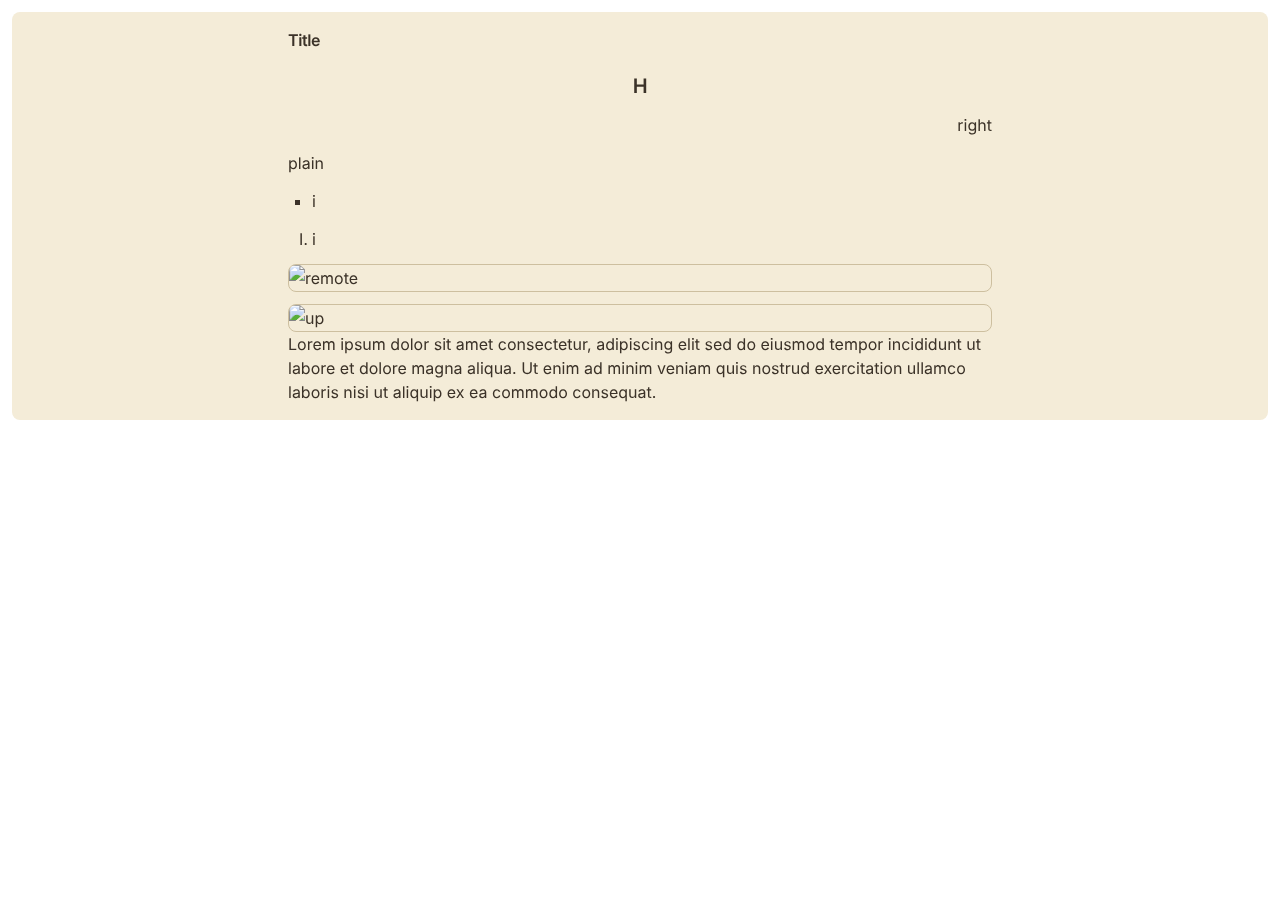 Title
H
right
plain
▪ i
I. i
remote
up
Lorem ipsum dolor sit amet consectetur, adipiscing elit sed do eiusmod tempor incididunt ut
labore et dolore magna aliqua. Ut enim ad minim veniam quis nostrud exercitation ullamco
laboris nisi ut aliquip ex ea commodo consequat.